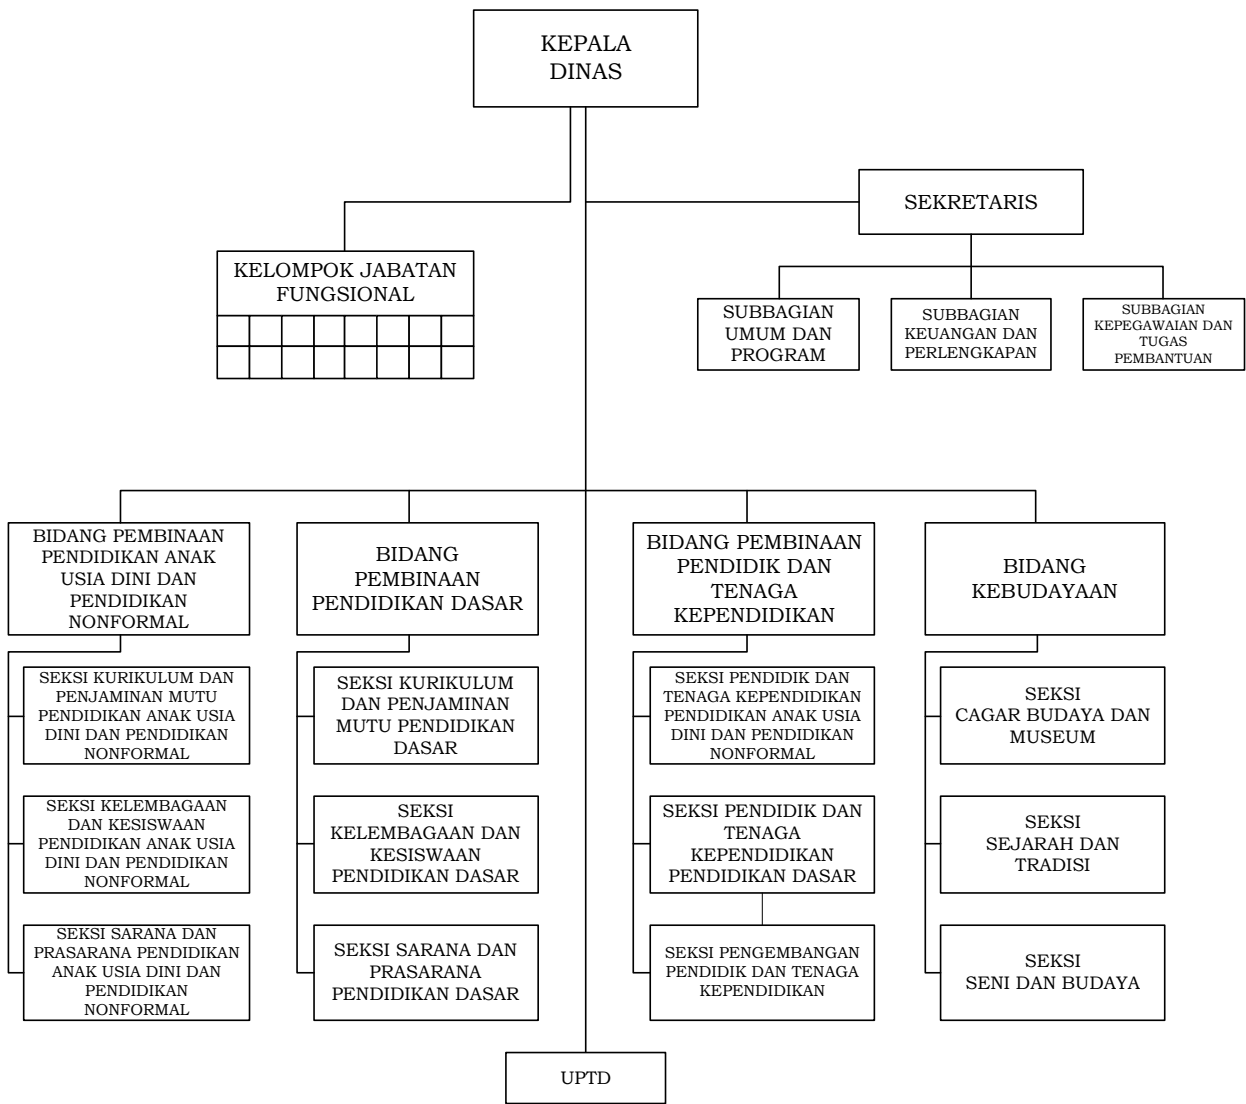 KEPALA
DINAS
SEKRETARIS
KELOMPOK JABATAN
FUNGSIONAL
SUBBAGIAN
UMUM DAN
PROGRAM
SUBBAGIAN
KEUANGAN DAN
PERLENGKAPAN
SUBBAGIAN
KEPEGAWAIAN DAN
TUGAS
PEMBANTUAN
BIDANG PEMBINAAN
PENDIDIKAN ANAK
USIA DINI DAN
PENDIDIKAN
NONFORMAL
BIDANG
PEMBINAAN
PENDIDIKAN DASAR
BIDANG PEMBINAAN
PENDIDIK DAN
TENAGA
KEPENDIDIKAN
BIDANG
KEBUDAYAAN
SEKSI KURIKULUM DAN
PENJAMINAN MUTU
PENDIDIKAN ANAK USIA
DINI DAN PENDIDIKAN
NONFORMAL
SEKSI KURIKULUM
DAN PENJAMINAN
MUTU PENDIDIKAN
DASAR
SEKSI PENDIDIK DAN
TENAGA KEPENDIDIKAN
PENDIDIKAN ANAK USIA
DINI DAN PENDIDIKAN
NONFORMAL
SEKSI
CAGAR BUDAYA DAN
MUSEUM
SEKSI KELEMBAGAAN
DAN KESISWAAN
PENDIDIKAN ANAK USIA
DINI DAN PENDIDIKAN
NONFORMAL
SEKSI
KELEMBAGAAN DAN
KESISWAAN
PENDIDIKAN DASAR
SEKSI PENDIDIK DAN
TENAGA
KEPENDIDIKAN
PENDIDIKAN DASAR
SEKSI
SEJARAH DAN
TRADISI
SEKSI SARANA DAN
PRASARANA PENDIDIKAN
ANAK USIA DINI DAN
PENDIDIKAN
NONFORMAL
SEKSI SARANA DAN
PRASARANA
PENDIDIKAN DASAR
SEKSI PENGEMBANGAN
PENDIDIK DAN TENAGA
KEPENDIDIKAN
SEKSI
SENI DAN BUDAYA
UPTD